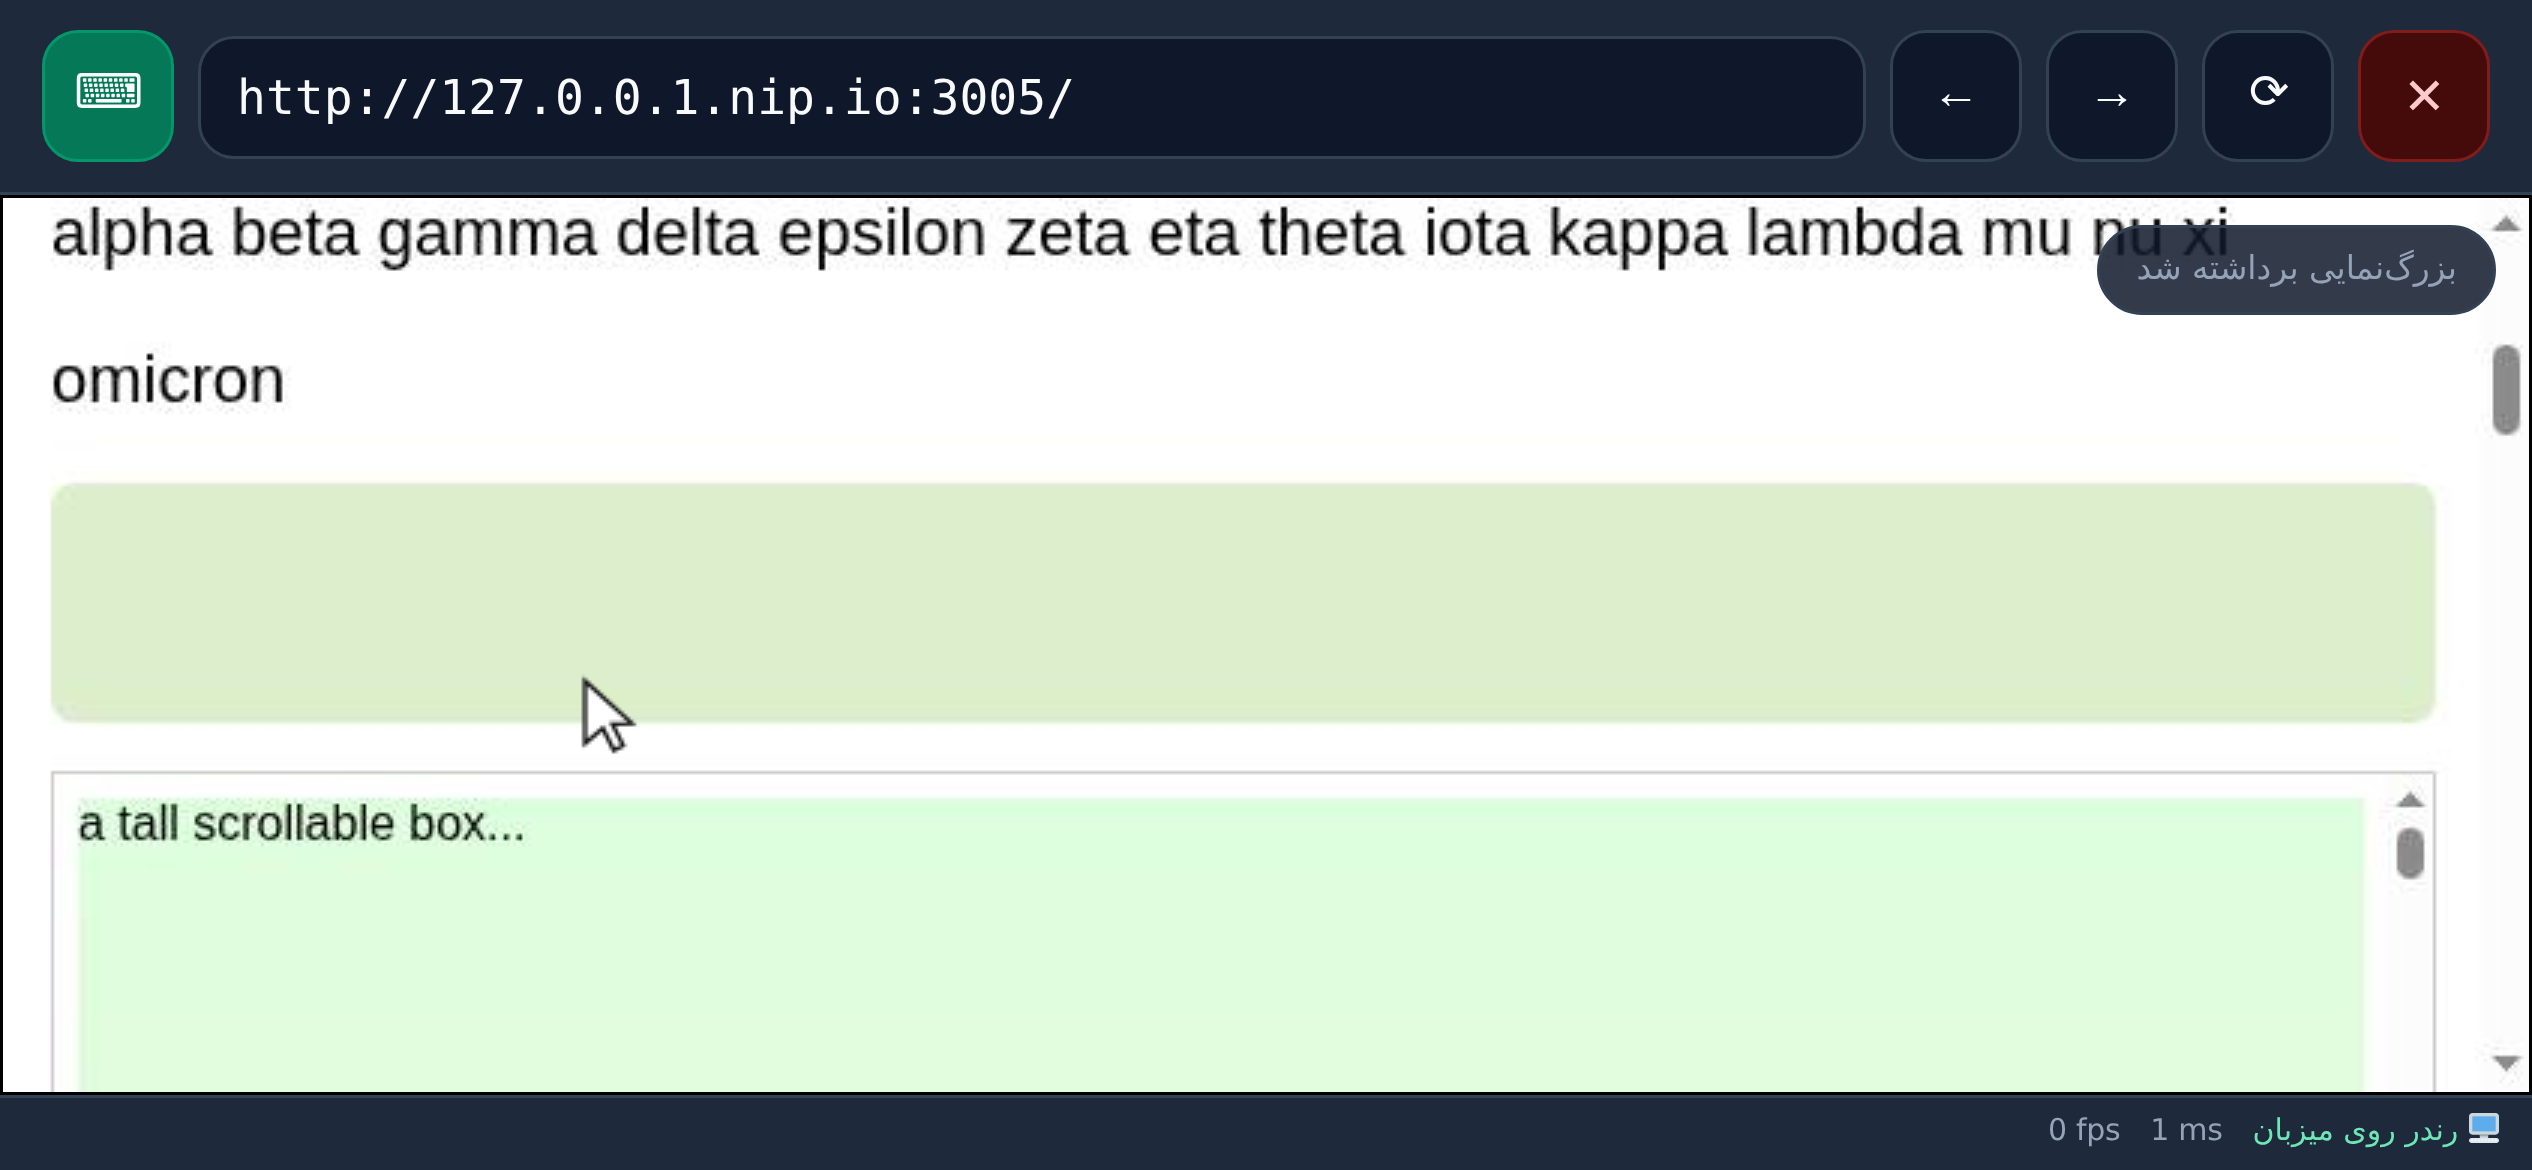 http://127.0.0.1.nip.io:3005/
alpha beta gamma delta epsilon zeta eta theta iota kappa lambda mu nu xi
بزرگ‌نمایی برداشته شد
omicron
a tall scrollable box...
0 fps 1 ms رندر روی میزبان